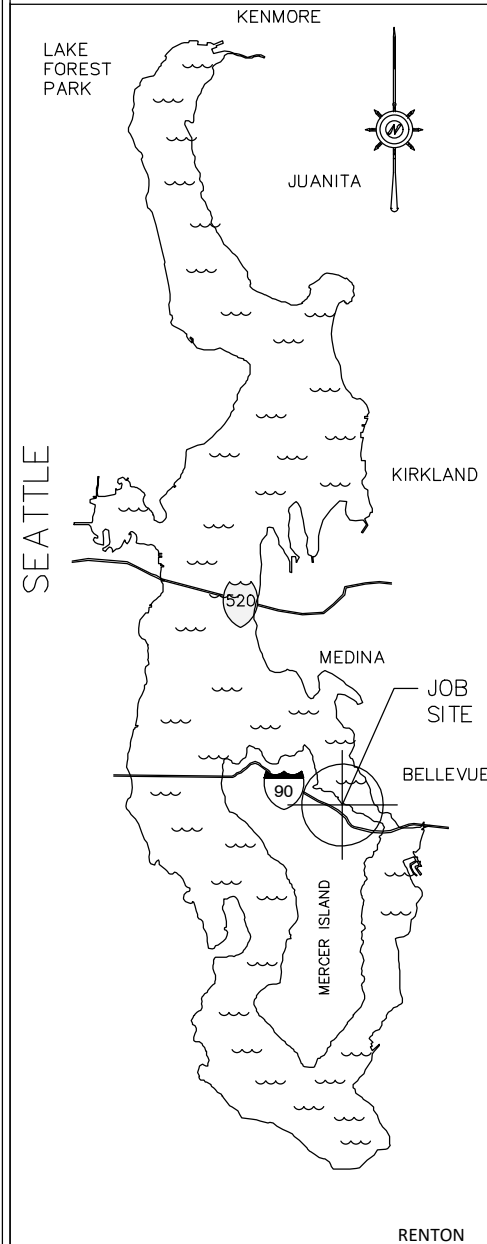 KENMORE
LAKE
FOREST
PARK
N
JUANITA
KIRKLAND
SEATTLE
520
MEDINA
JOB
SITE
BELLEVUE
90
MERCER ISLAND
RENTON